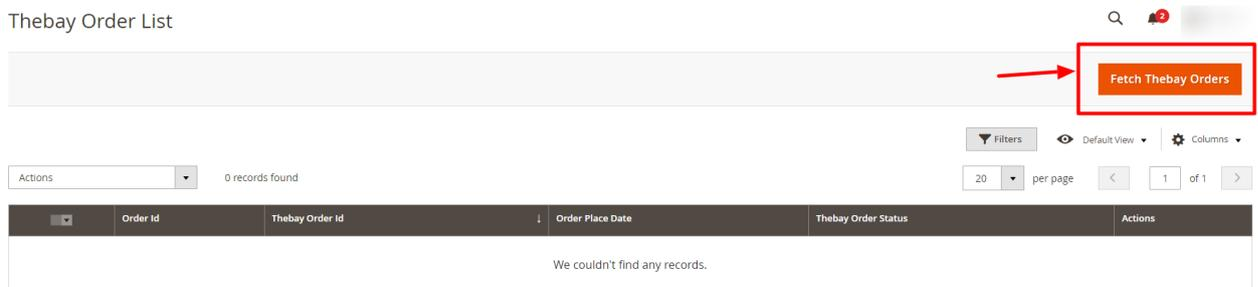 Thebay Order List
2
Fetch Thebay Orders
Filters Default View Columns
Actions 0 records found 20 per page 1 of 1
Order Id Thebay Order Id ↓ Order Place Date Thebay Order Status Actions
We couldn't find any records.